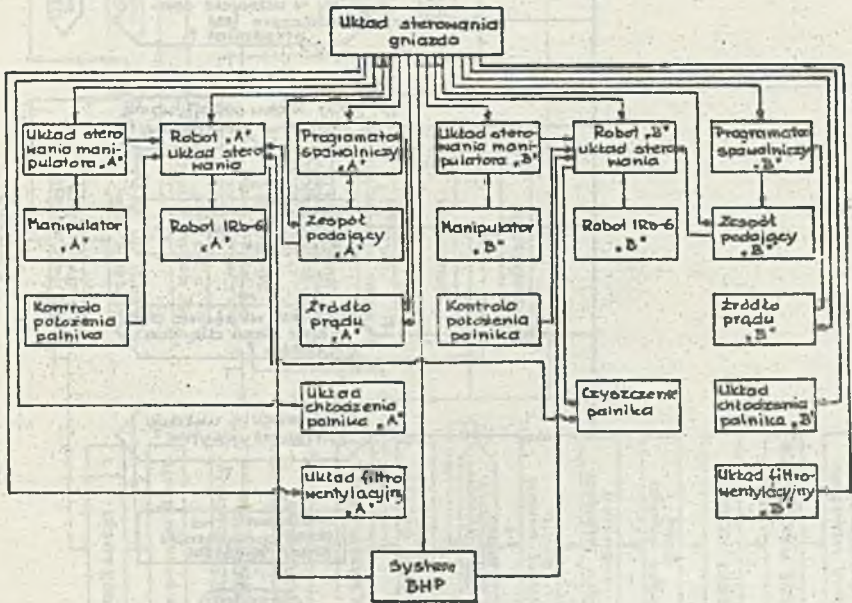 Układ sterowania
gniazda
Układ stero-
wania mani-
pulatora „A"
Robot „A"
układ stero-
wania
Programator
spawalniczy
„A"
Układ stero-
wania mani-
pulatora „B"
Robot „B"
układ stero-
wania
Programator
spawalniczy
„B"
Manipulator
„A"
Robot IRb-6
„A"
Zespół
podający
„A"
Manipulator
„B"
Robot IRb-6
„B"
Zespół
podający
„B"
Kontrola
położenia
palnika
Źródło
prądu
„A"
Kontrola
położenia
palnika
Źródło
prądu
„B"
Układ
chłodzenia
palnika „A"
Czyszczenie
palnika
Układ
chłodzenia
palnika „B"
Układ filtro-
wentylacyjny
„A"
Układ filtro-
wentylacyjny
„B"
System
BHP